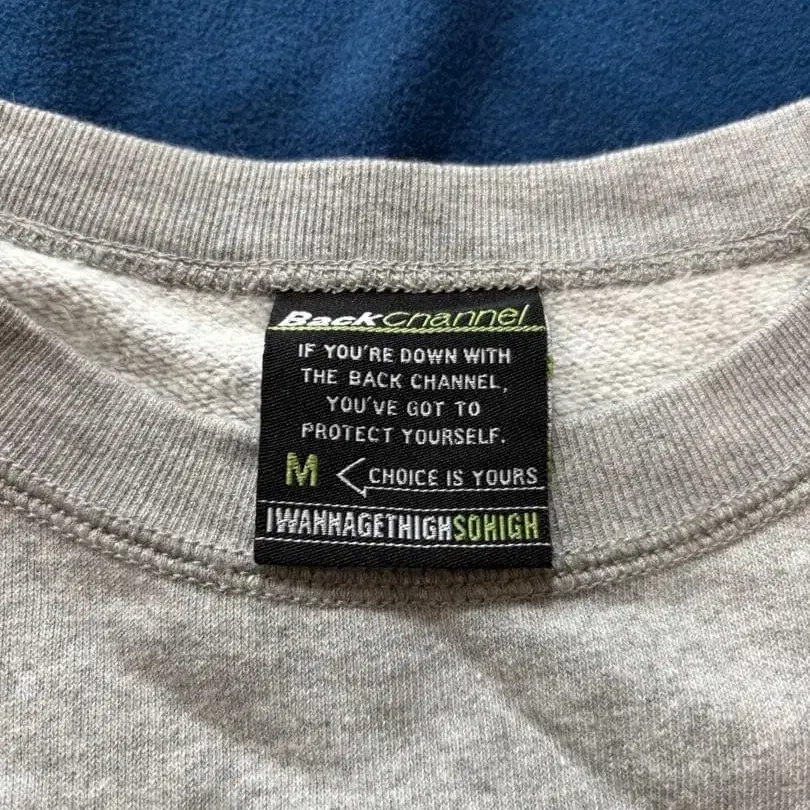 BackChannel
IF YOU'RE DOWN WITH
THE BACK CHANNEL,
YOU'VE GOT TO
PROTECT YOURSELF.
M CHOICE IS YOURS
IWANNAGETHIGHSOHIGH